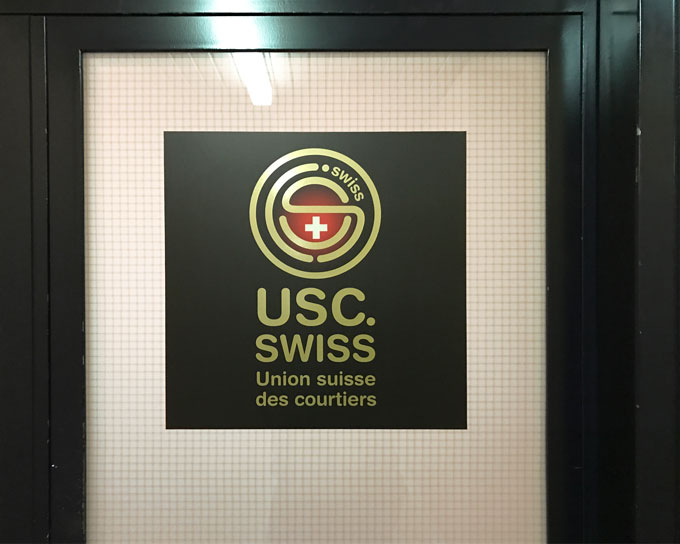 swiss
USC.
SWISS
Union suisse
des courtiers